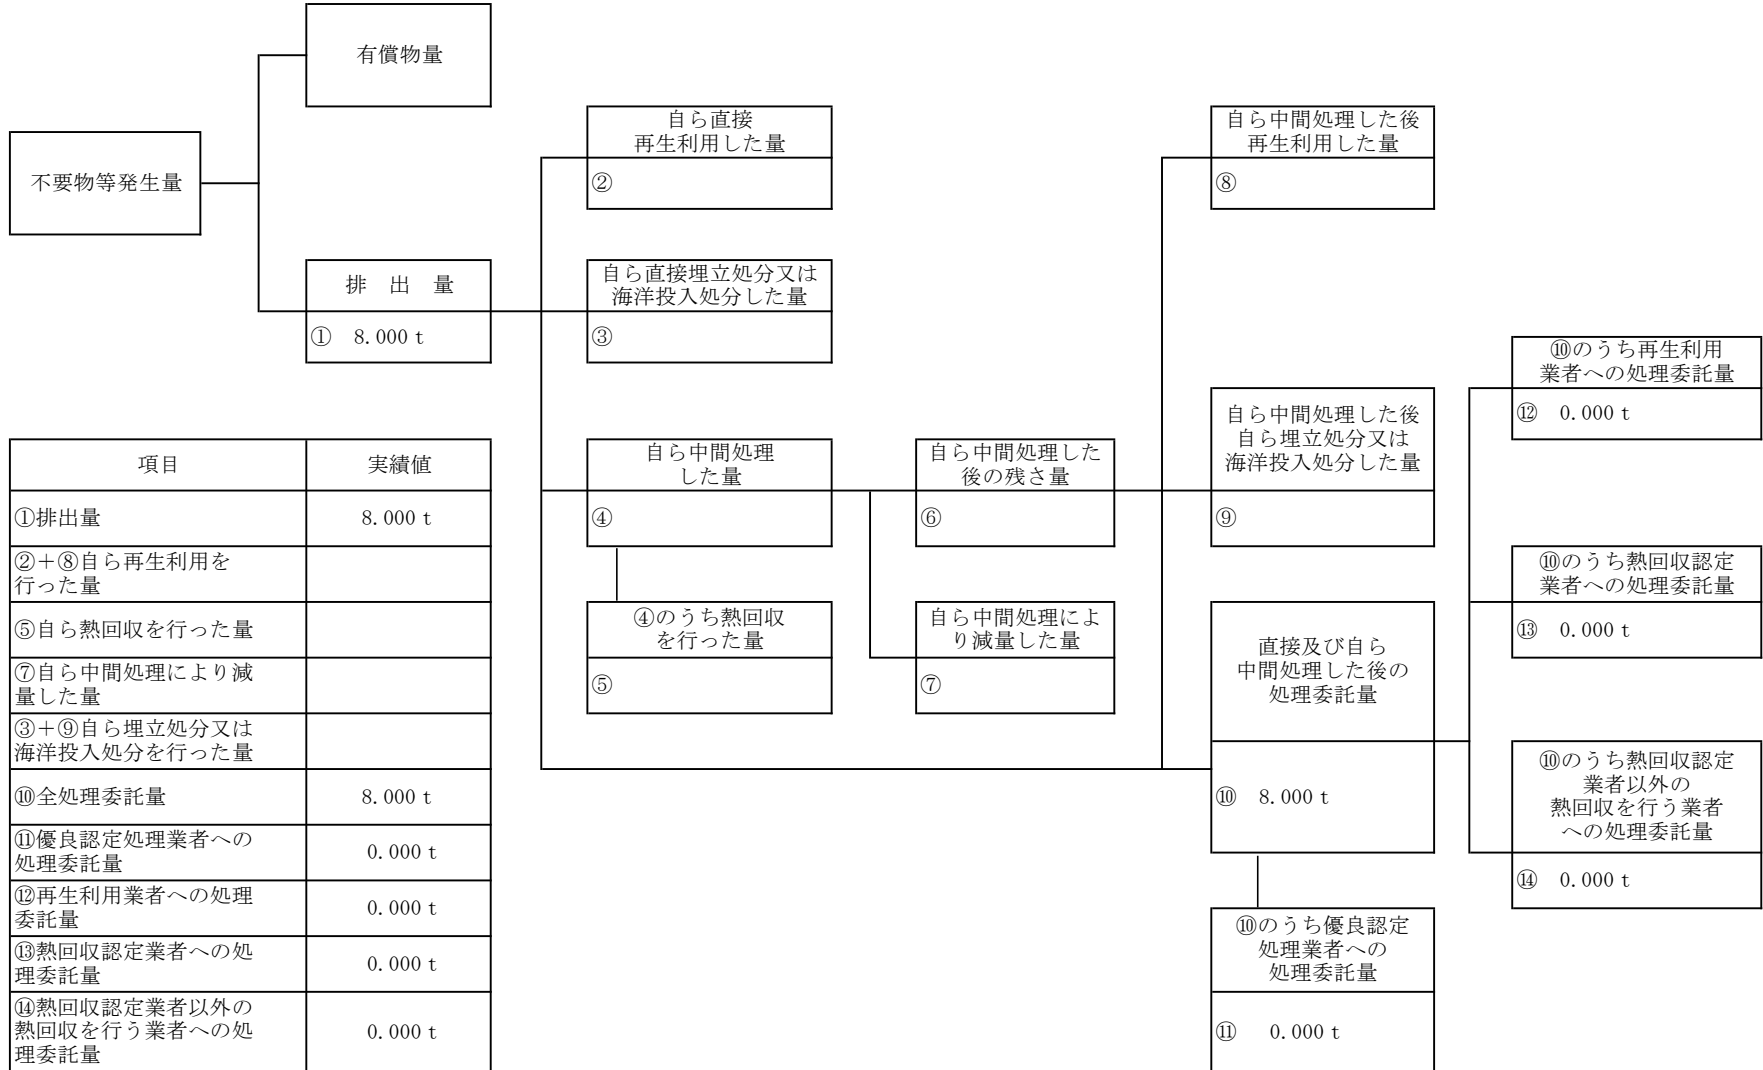 有償物量
不要物等発生量
排 出 量
① 8.000 t
自ら直接
再生利用した量
②
自ら直接埋立処分又は
海洋投入処分した量
③
自ら中間処理
した量
④
④のうち熱回収
を行った量
⑤
自ら中間処理した
後の残さ量
⑥
自ら中間処理によ
り減量した量
⑦
自ら中間処理した後
再生利用した量
⑧
自ら中間処理した後
自ら埋立処分又は
海洋投入処分した量
⑨
直接及び自ら
中間処理した後の
処理委託量
⑩ 8.000 t
⑩のうち優良認定
処理業者への
処理委託量
⑪ 0.000 t
⑩のうち再生利用
業者への処理委託量
⑫ 0.000 t
⑩のうち熱回収認定
業者への処理委託量
⑬ 0.000 t
⑩のうち熱回収認定
業者以外の
熱回収を行う業者
への処理委託量
⑭ 0.000 t
項目 実績値
①排出量 8.000 t
②＋⑧自ら再生利用を
行った量
⑤自ら熱回収を行った量
⑦自ら中間処理により減
量した量
③＋⑨自ら埋立処分又は
海洋投入処分を行った量
⑩全処理委託量 8.000 t
⑪優良認定処理業者への
処理委託量 0.000 t
⑫再生利用業者への処理
委託量 0.000 t
⑬熱回収認定業者への処
理委託量 0.000 t
⑭熱回収認定業者以外の
熱回収を行う業者への処
理委託量 0.000 t